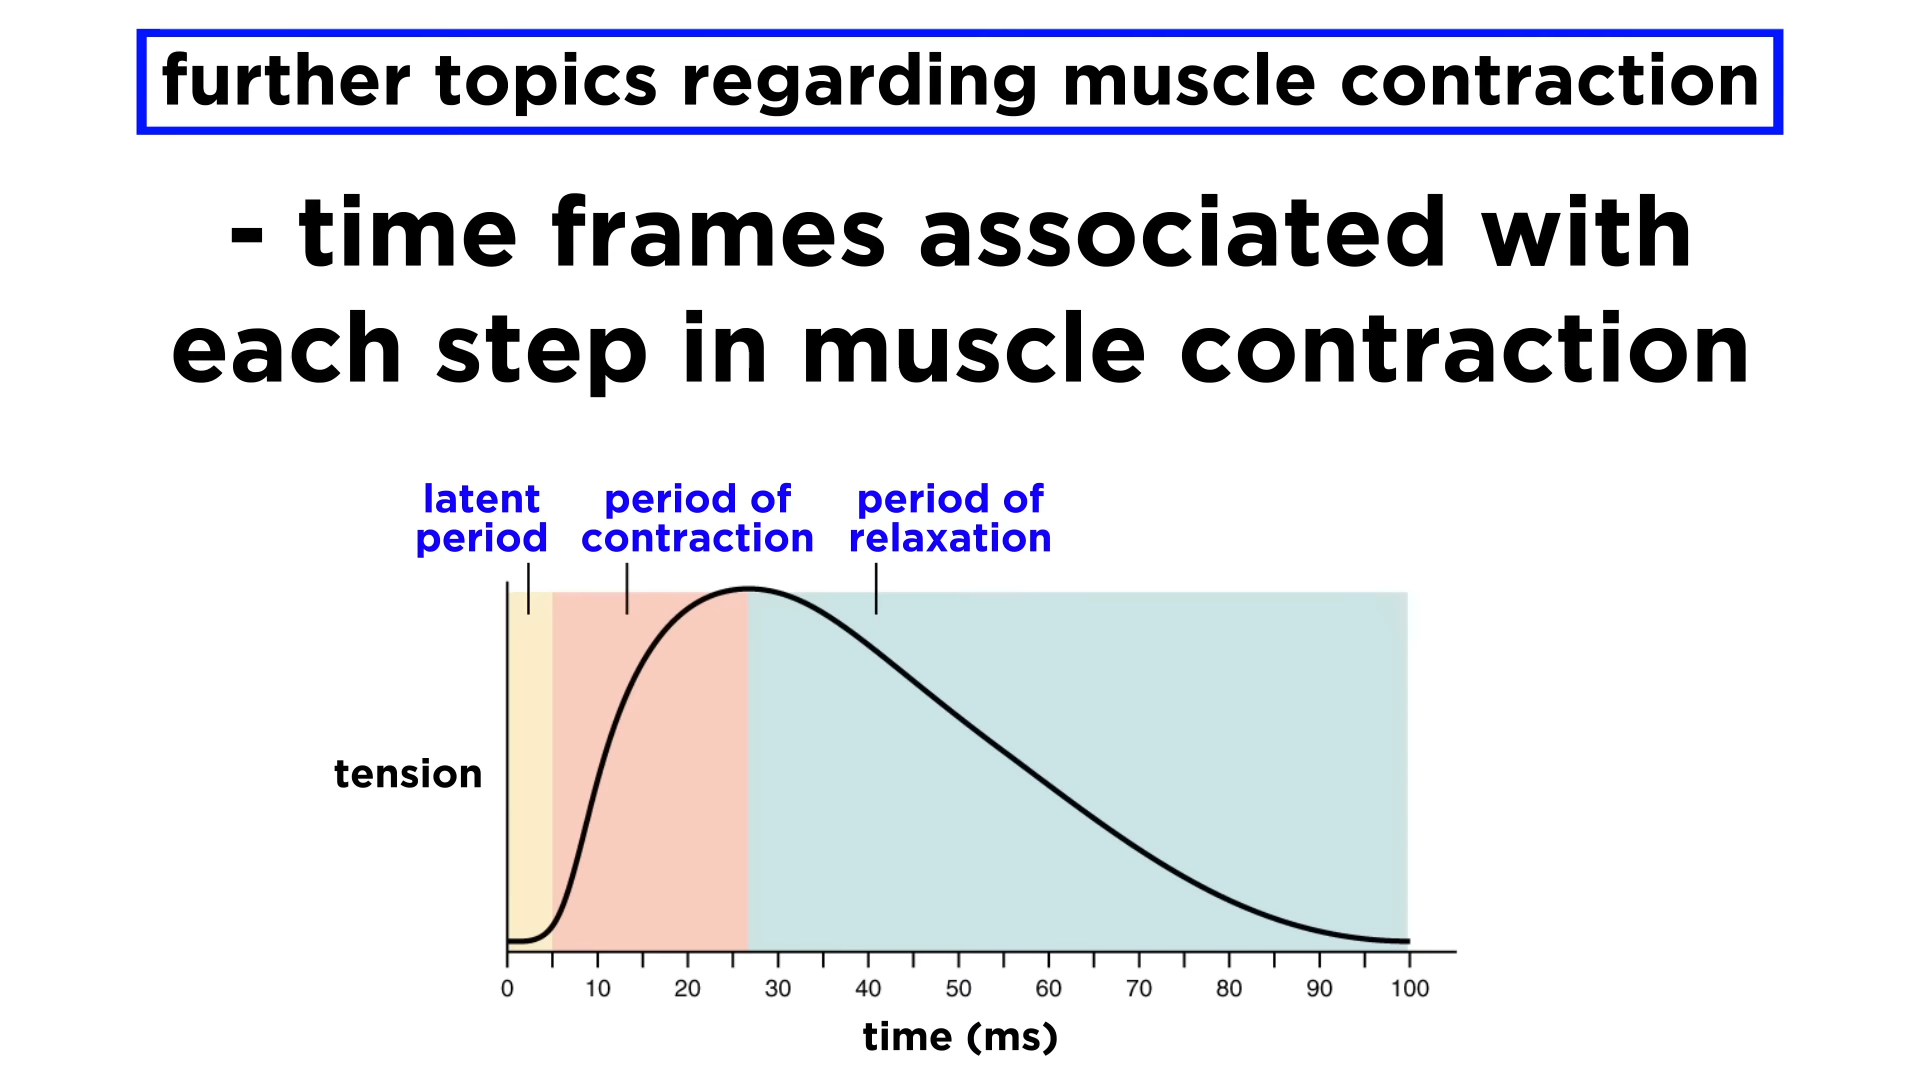 further topics regarding muscle contraction
- time frames associated with
each step in muscle contraction
latent
period
period of
contraction
period of
relaxation
tension
0 10 20 30 40 50 60 70 80 90 100
time (ms)